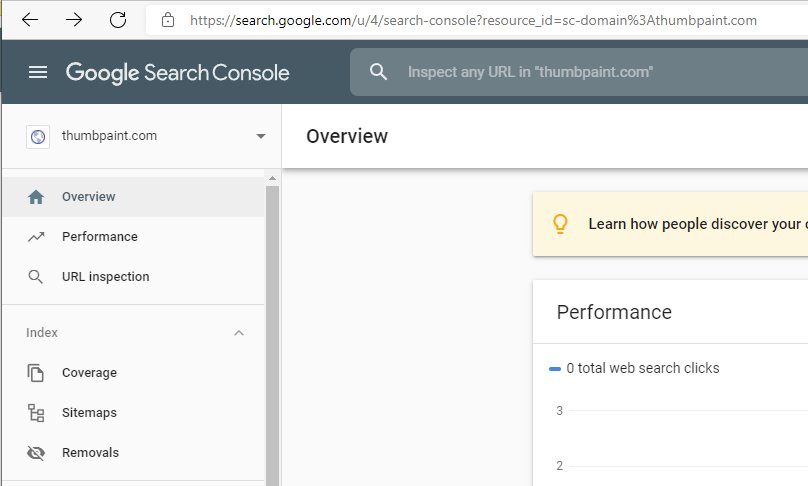 https://search.google.com/u/4/search-console?resource_id=sc-domain%3Athumbpaint.com
Google Search Console
Inspect any URL in "thumbpaint.com"
thumbpaint.com
Overview
Overview
Performance
URL inspection
Index
Coverage
Sitemaps
Removals
Learn how people discover your
Performance
0 total web search clicks
3
2